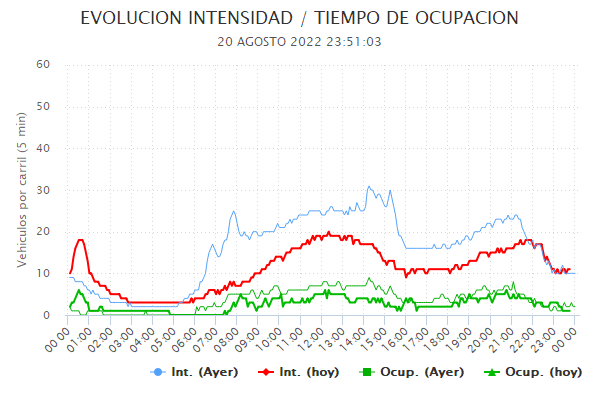 EVOLUCION INTENSIDAD / TIEMPO DE OCUPACION
20 AGOSTO 2022 23:51:03
Vehiculos por carril (5 min)
60
50
40
30
20
10
0
00:00 01:00 02:00 03:00 04:00 05:00 06:00 07:00 08:00 09:00 10:00 11:00 12:00 13:00 14:00 15:00 16:00 17:00 18:00 19:00 20:00 21:00 22:00 23:00 00:00
Int. (Ayer) Int. (hoy) Ocup. (Ayer) Ocup. (hoy)